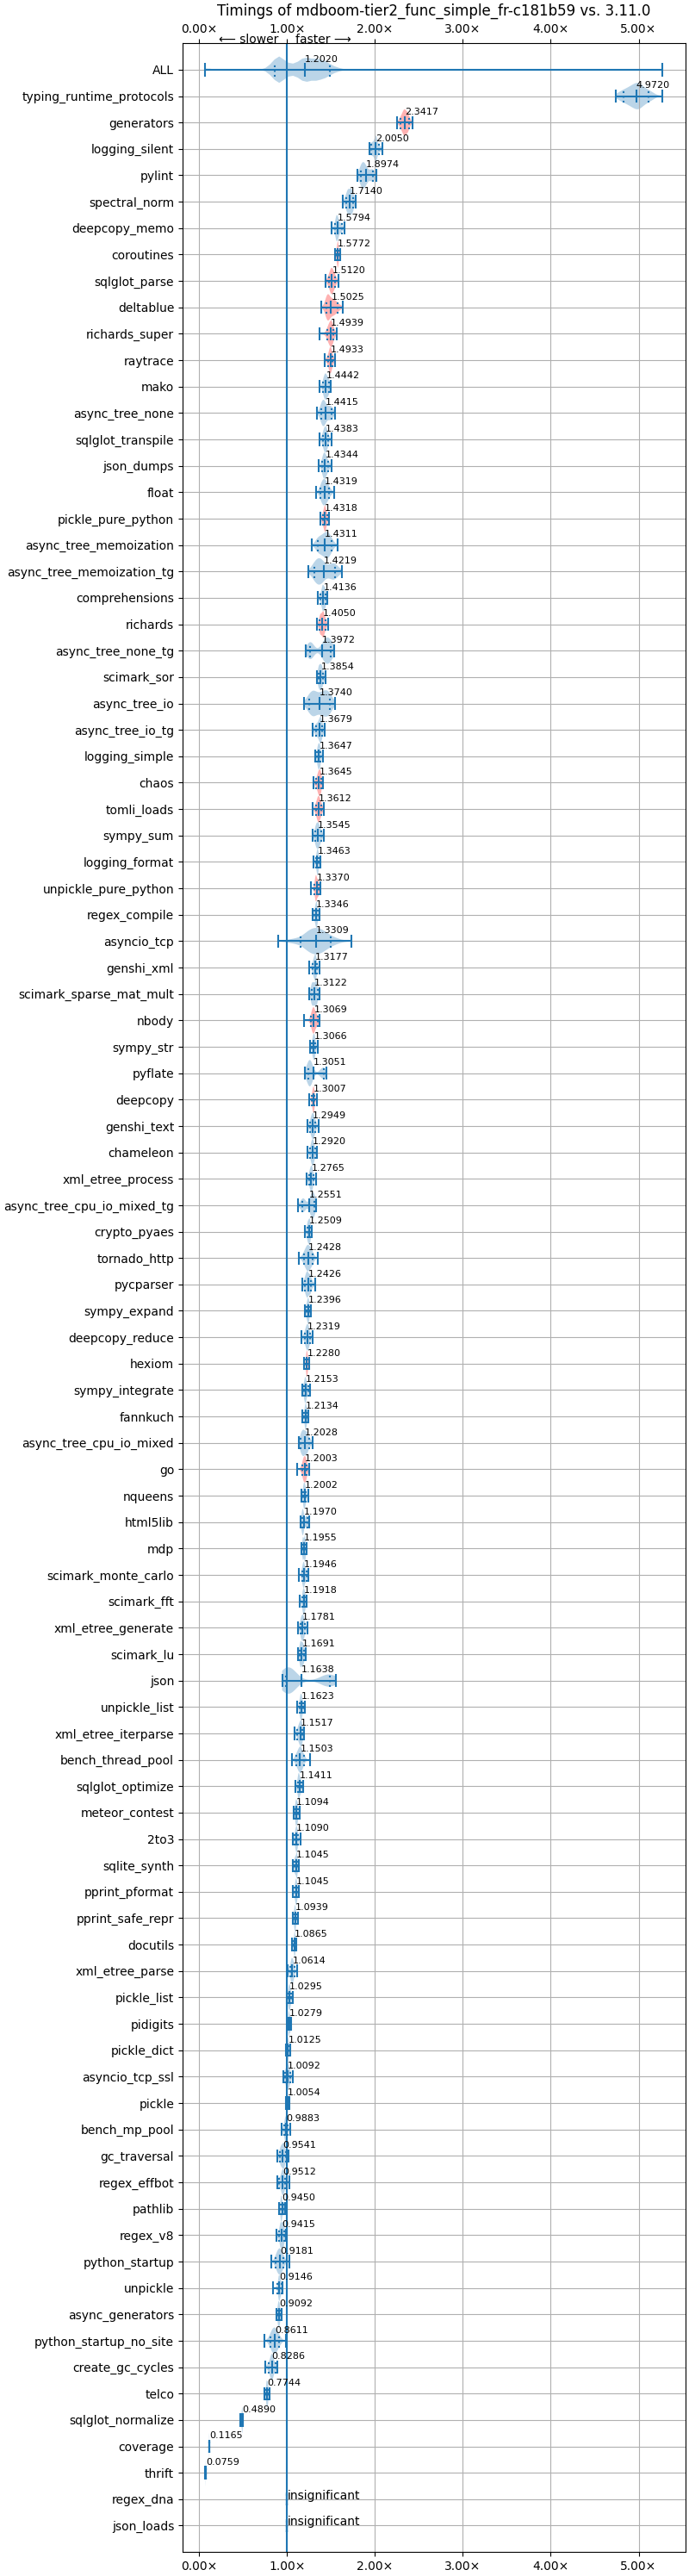 Timings of mdboom-tier2_func_simple_fr-c181b59 vs. 3.11.0
0.00× 1.00× 2.00× 3.00× 4.00× 5.00×
⟵ slower faster ⟶
ALL 1.2020
typing_runtime_protocols 4.9720
generators 2.3417
logging_silent 2.0050
pylint 1.8974
spectral_norm 1.7140
deepcopy_memo 1.5794
coroutines 1.5772
sqlglot_parse 1.5120
deltablue 1.5025
richards_super 1.4939
raytrace 1.4933
mako 1.4442
async_tree_none 1.4415
sqlglot_transpile 1.4383
json_dumps 1.4344
float 1.4319
pickle_pure_python 1.4318
async_tree_memoization 1.4311
async_tree_memoization_tg 1.4219
comprehensions 1.4136
richards 1.4050
async_tree_none_tg 1.3972
scimark_sor 1.3854
async_tree_io 1.3740
async_tree_io_tg 1.3679
logging_simple 1.3647
chaos 1.3645
tomli_loads 1.3612
sympy_sum 1.3545
logging_format 1.3463
unpickle_pure_python 1.3370
regex_compile 1.3346
asyncio_tcp 1.3309
genshi_xml 1.3177
scimark_sparse_mat_mult 1.3122
nbody 1.3069
sympy_str 1.3066
pyflate 1.3051
deepcopy 1.3007
genshi_text 1.2949
chameleon 1.2920
xml_etree_process 1.2765
async_tree_cpu_io_mixed_tg 1.2551
crypto_pyaes 1.2509
tornado_http 1.2428
pycparser 1.2426
sympy_expand 1.2396
deepcopy_reduce 1.2319
hexiom 1.2280
sympy_integrate 1.2153
fannkuch 1.2134
async_tree_cpu_io_mixed 1.2028
go 1.2003
nqueens 1.2002
html5lib 1.1970
mdp 1.1955
scimark_monte_carlo 1.1946
scimark_fft 1.1918
xml_etree_generate 1.1781
scimark_lu 1.1691
json 1.1638
unpickle_list 1.1623
xml_etree_iterparse 1.1517
bench_thread_pool 1.1503
sqlglot_optimize 1.1411
meteor_contest 1.1094
2to3 1.1090
sqlite_synth 1.1045
pprint_pformat 1.1045
pprint_safe_repr 1.0939
docutils 1.0865
xml_etree_parse 1.0614
pickle_list 1.0295
pidigits 1.0279
pickle_dict 1.0125
asyncio_tcp_ssl 1.0092
pickle 1.0054
bench_mp_pool 0.9883
gc_traversal 0.9541
regex_effbot 0.9512
pathlib 0.9450
regex_v8 0.9415
python_startup 0.9181
unpickle 0.9146
async_generators 0.9092
python_startup_no_site 0.8611
create_gc_cycles 0.8286
telco 0.7744
sqlglot_normalize 0.4890
coverage 0.1165
thrift 0.0759
regex_dna insignificant
json_loads insignificant
0.00× 1.00× 2.00× 3.00× 4.00× 5.00×